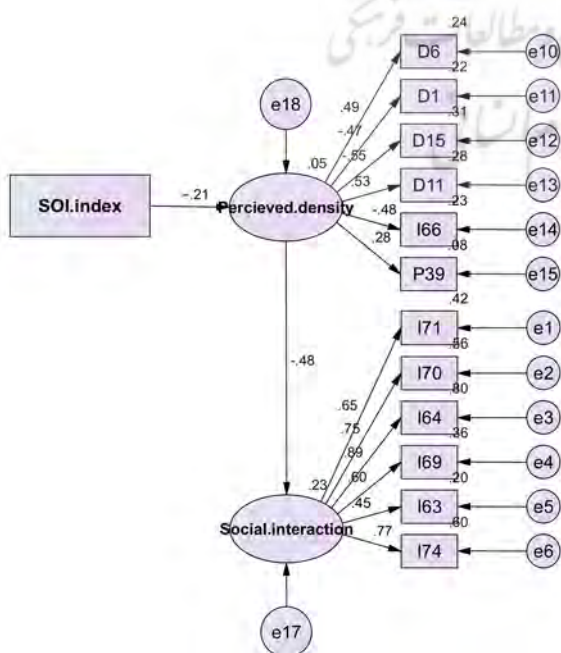 مطالعات فرهنگی
.24
D6
e10
.22
e18
.49
D1
e11
-.47
.31
.05
-.55
D15
e12
.28
.53
SOI.index
-.21
Percieved.density
D11
e13
-.48
.23
.28
I66
e14
.08
P39
e15
.42
I71
e1
-.48
.56
.65
I70
e2
.75
.80
.89
I64
e3
.36
.60
.23
I69
e4
.45
.20
Social.interaction
I63
e5
.60
.77
I74
e6
e17